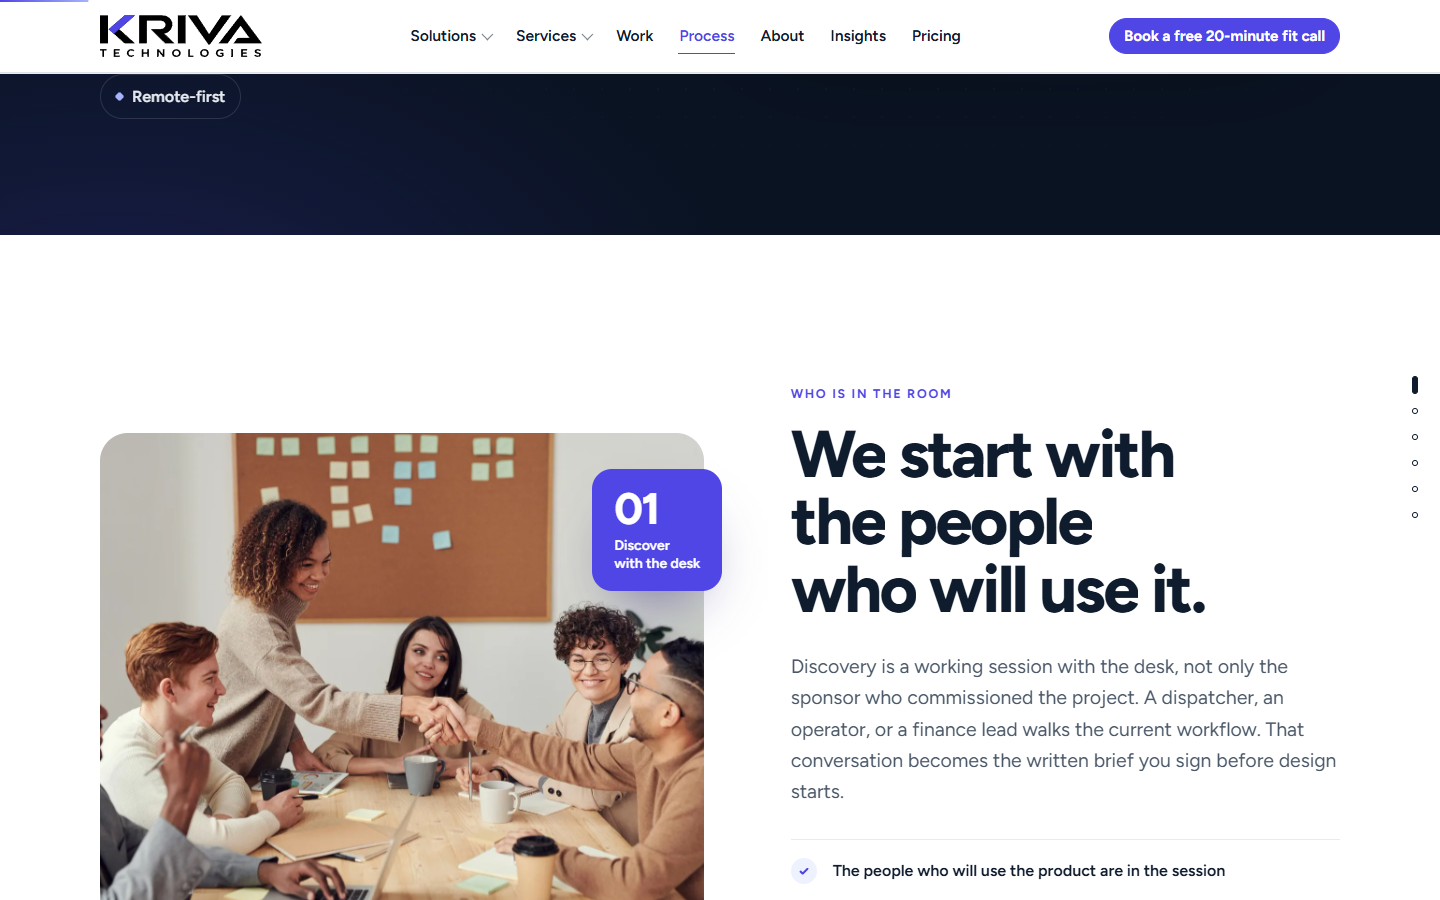 KRIVA
TECHNOLOGIES
Solutions
Services
Work
Process
About
Insights
Pricing
Book a free 20-minute fit call
Remote-first
01
Discover
with the desk
WHO IS IN THE ROOM
We start with
the people
who will use it.
Discovery is a working session with the desk, not only the
sponsor who commissioned the project. A dispatcher, an
operator, or a finance lead walks the current workflow. That
conversation becomes the written brief you sign before design
starts.
The people who will use the product are in the session